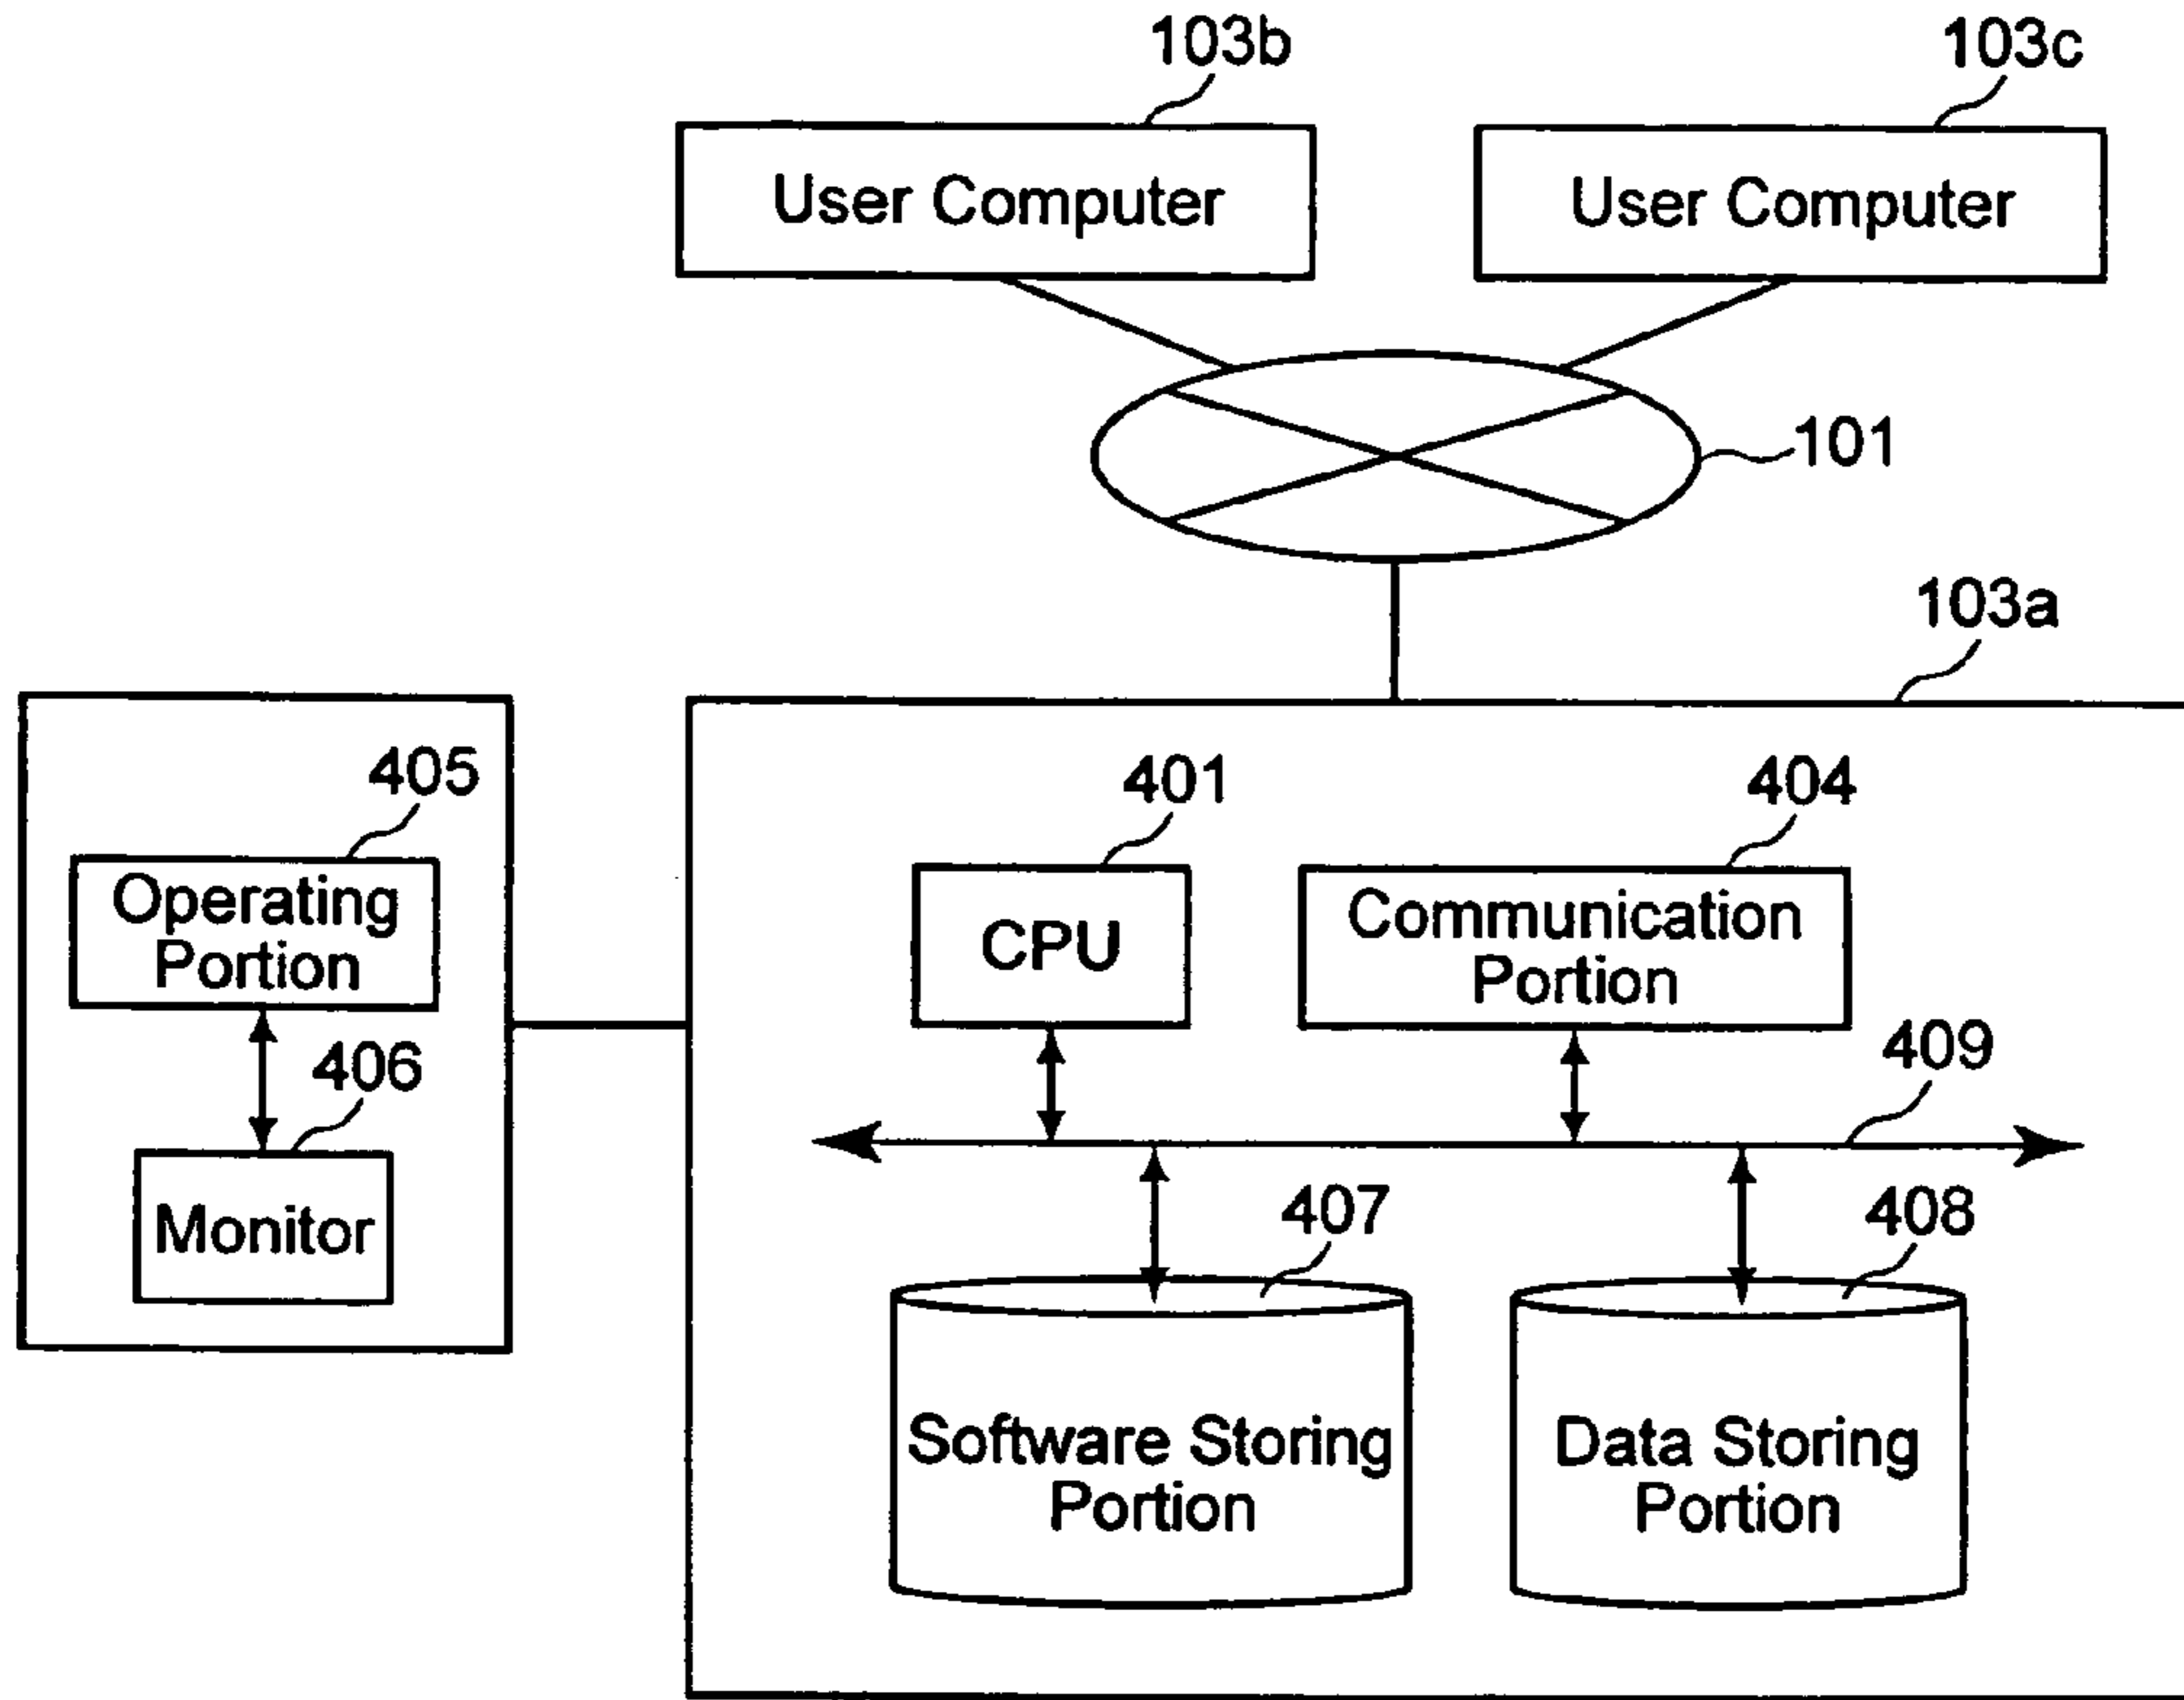 103b
103c
User Computer
User Computer
101
103a
405
401
404
Operating
Portion
CPU
Communication
Portion
409
406
Monitor
407
408
Software Storing
Portion
Data Storing
Portion